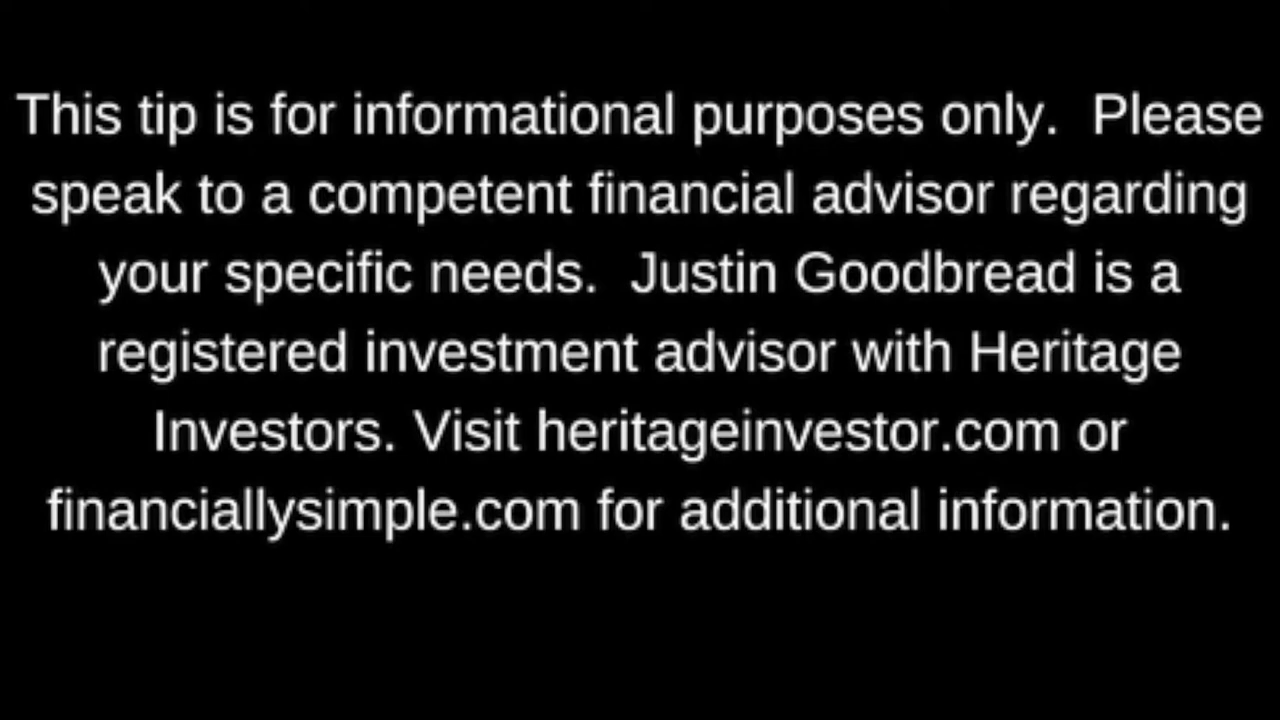 This tip is for informational purposes only.  Please
speak to a competent financial advisor regarding
your specific needs.  Justin Goodbread is a
registered investment advisor with Heritage
Investors. Visit heritageinvestor.com or
financiallysimple.com for additional information.